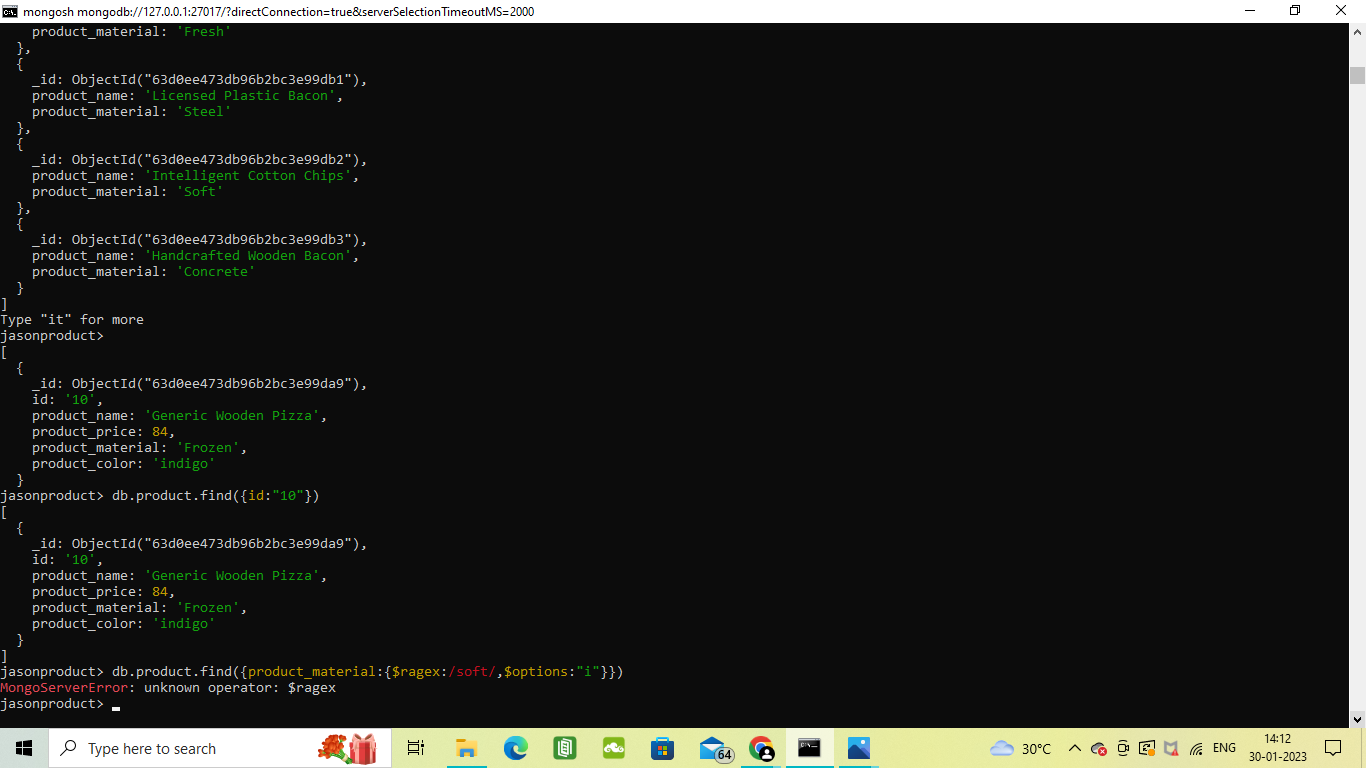 mongosh mongodb://127.0.0.1:27017/?directConnection=true&serverSelectionTimeoutMS=2000
product_material: 'Fresh'
},
{
_id: ObjectId("63d0ee473db96b2bc3e99db1"),
product_name: 'Licensed Plastic Bacon',
product_material: 'Steel'
},
{
_id: ObjectId("63d0ee473db96b2bc3e99db2"),
product_name: 'Intelligent Cotton Chips',
product_material: 'Soft'
},
{
_id: ObjectId("63d0ee473db96b2bc3e99db3"),
product_name: 'Handcrafted Wooden Bacon',
product_material: 'Concrete'
}
]
Type "it" for more
jasonproduct>
[
{
_id: ObjectId("63d0ee473db96b2bc3e99da9"),
id: '10',
product_name: 'Generic Wooden Pizza',
product_price: 84,
product_material: 'Frozen',
product_color: 'indigo'
}
jasonproduct> db.product.find({id:"10"})
[
{
_id: ObjectId("63d0ee473db96b2bc3e99da9"),
id: '10',
product_name: 'Generic Wooden Pizza',
product_price: 84,
product_material: 'Frozen',
product_color: 'indigo'
}
]
jasonproduct> db.product.find({product_material:{$ragex:/soft/,$options:"i"}})
MongoServerError: unknown operator: $ragex
jasonproduct>
Type here to search
64
30°C
ENG
14:12
30-01-2023